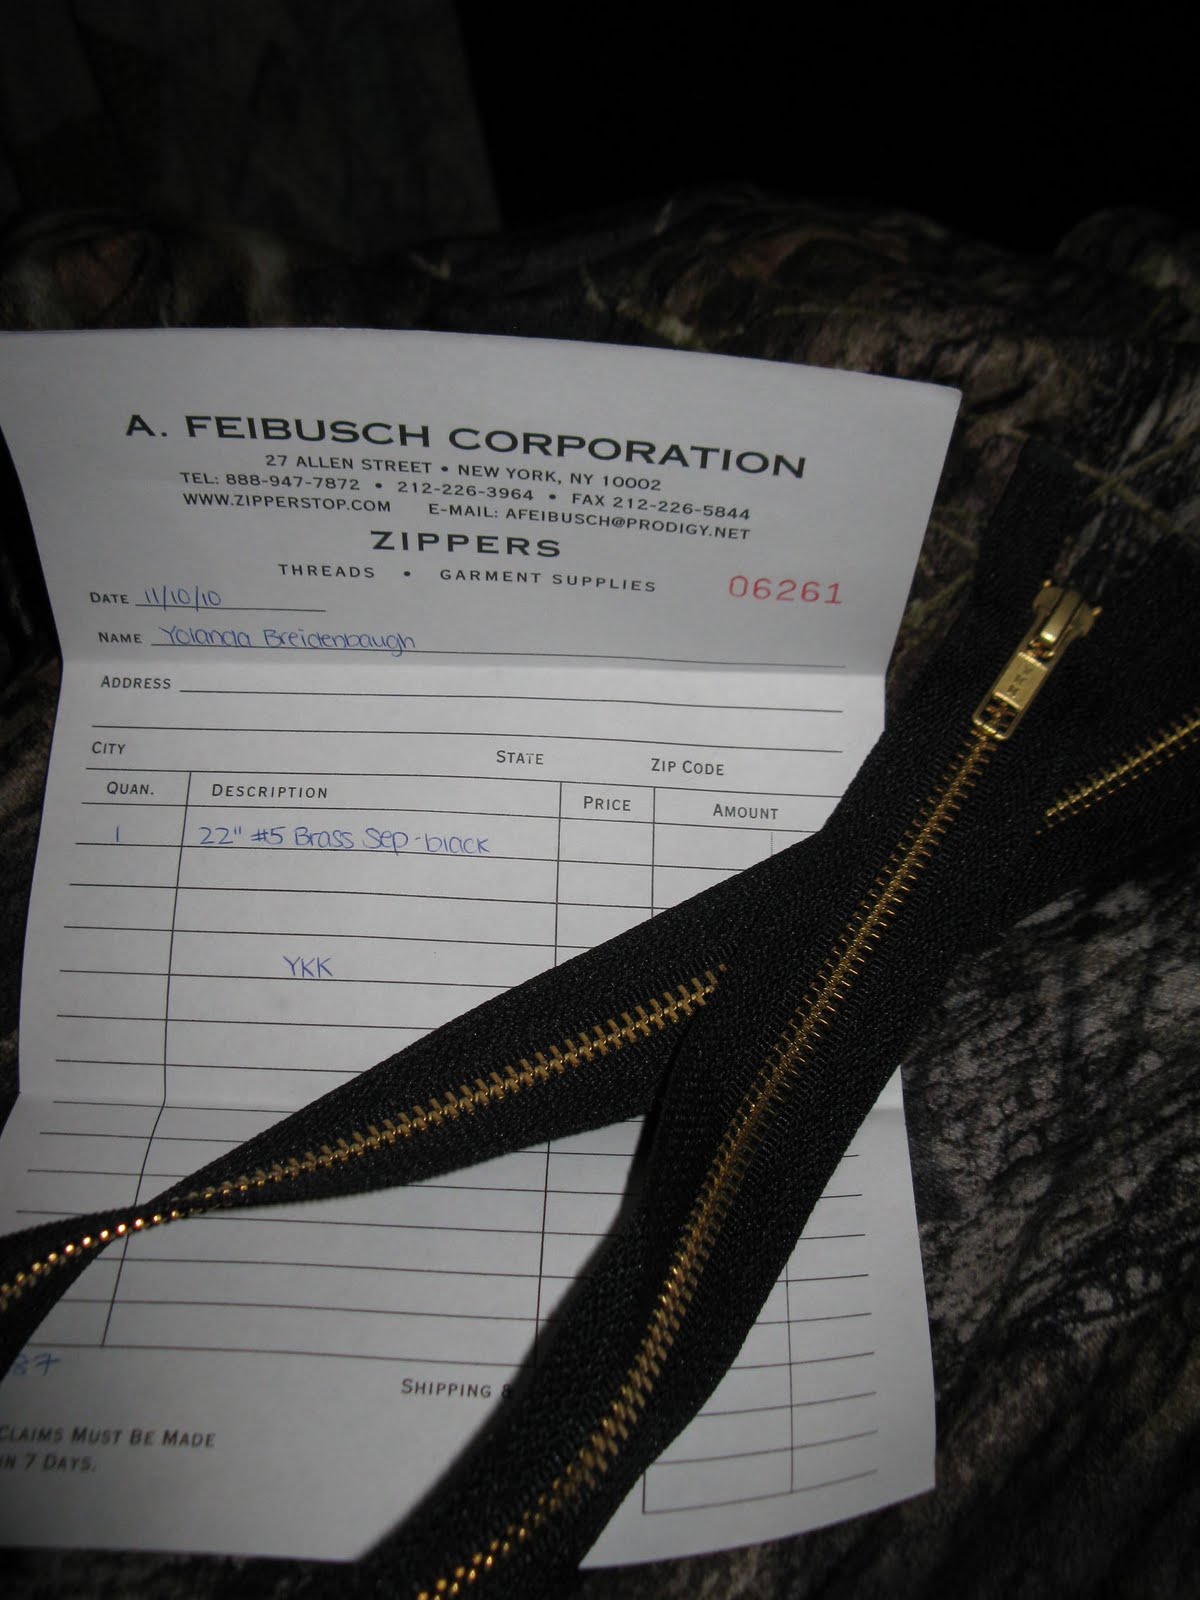 A. FEIBUSCH CORPORATION
27 ALLEN STREET • NEW YORK, NY 10002
TEL: 888-947-7872 • 212-226-3964 • FAX 212-226-5844
WWW.ZIPPERSTOP.COM E-MAIL: AFEIBUSCH@PRODIGY.NET
ZIPPERS
THREADS • GARMENT SUPPLIES 06261
DATE 11/10/10
NAME Yolanda Breidenbaugh
ADDRESS
CITY STATE ZIP CODE
QUAN. DESCRIPTION PRICE AMOUNT
1 22" #5 Brass Sep-black
YKK
87
SHIPPING &
CLAIMS MUST BE MADE
IN 7 DAYS.
YKK